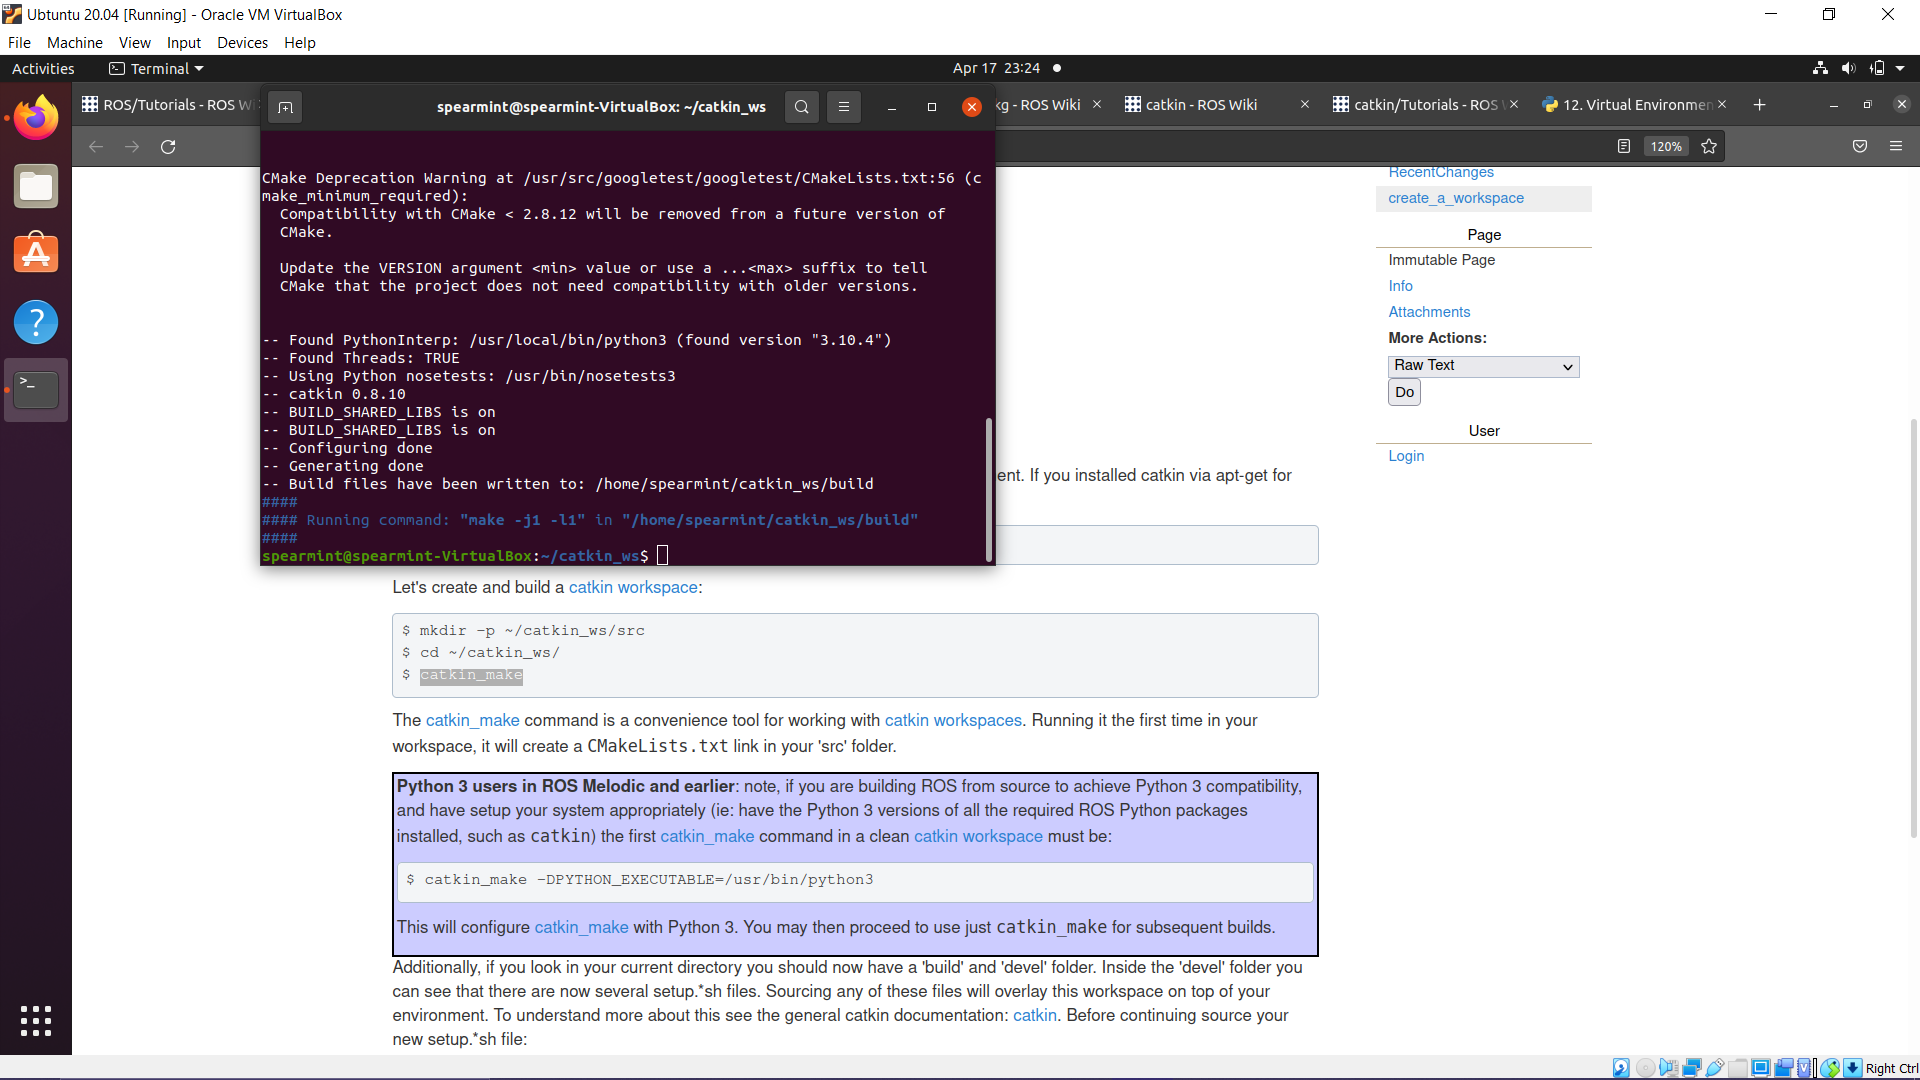 Ubtuntu 20.04 [Running] - Oracle VM VirtualBox
File Machine View Input Devices Help
Activities Terminal Apr 17 23:24
ROS/Tutorials - ROS W
spearmint@spearmint-VirtualBox: ~/catkin_ws
kg - ROS Wiki
catkin - ROS Wiki
catkin/Tutorials - ROS
12. Virtual Environmen
120%
CMake Deprecation Warning at /usr/src/googletest/googletest/CMakeLists.txt:56 (c
make_minimum_required):
Compatibility with CMake < 2.8.12 will be removed from a future version of
CMake.
Update the VERSION argument <min> value or use a ...<max> suffix to tell
CMake that the project does not need compatibility with older versions.
-- Found PythonInterp: /usr/local/bin/python3 (found version "3.10.4")
-- Found Threads: TRUE
-- Using Python nosetests: /usr/bin/nosetests3
-- catkin 0.8.10
-- BUILD_SHARED_LIBS is on
-- BUILD_SHARED_LIBS is on
-- Configuring done
-- Generating done
-- Build files have been written to: /home/spearmint/catkin_ws/build
####
#### Running command: "make -j1 -l1" in "/home/spearmint/catkin_ws/build"
####
spearmint@spearmint-VirtualBox:~/catkin_ws$
ent. If you installed catkin via apt-get for
Let's create and build a catkin workspace:
$ mkdir -p ~/catkin_ws/src
$ cd ~/catkin_ws/
$ catkin_make
The catkin_make command is a convenience tool for working with catkin workspaces. Running it the first time in your
workspace, it will create a CMakeLists.txt link in your 'src' folder.
Python 3 users in ROS Melodic and earlier: note, if you are building ROS from source to achieve Python 3 compatibility,
and have setup your system appropriately (ie: have the Python 3 versions of all the required ROS Python packages
installed, such as catkin) the first catkin_make command in a clean catkin workspace must be:
$ catkin_make -DPYTHON_EXECUTABLE=/usr/bin/python3
This will configure catkin_make with Python 3. You may then proceed to use just catkin_make for subsequent builds.
Additionally, if you look in your current directory you should now have a 'build' and 'devel' folder. Inside the 'devel' folder you
can see that there are now several setup.*sh files. Sourcing any of these files will overlay this workspace on top of your
environment. To understand more about this see the general catkin documentation: catkin. Before continuing source your
new setup.*sh file:
RecentChanges
create_a_workspace
Page
Immutable Page
Info
Attachments
More Actions:
Raw Text
Do
User
Login
Right Ctrl